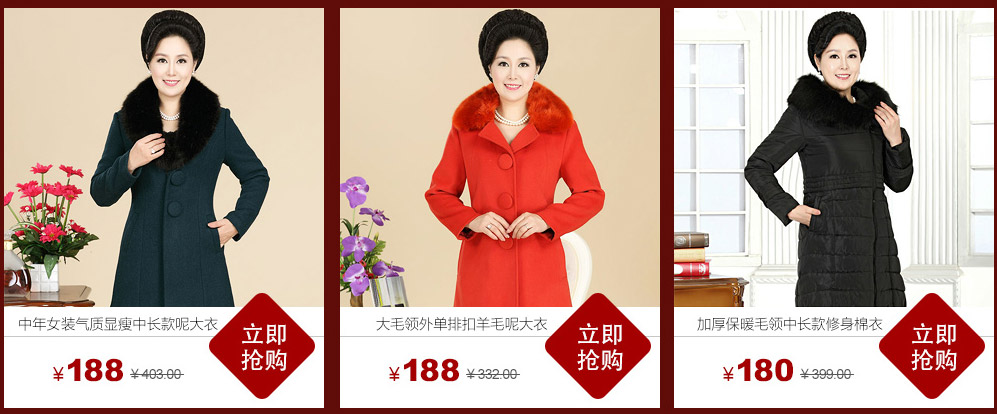 中年女装气质显瘦中长款呢大衣
¥188 ¥403.00
立即
抢购
大毛领外单排扣羊毛呢大衣
¥188 ¥332.00
立即
抢购
加厚保暖毛领中长款修身棉衣
¥180 ¥399.00
立即
抢购